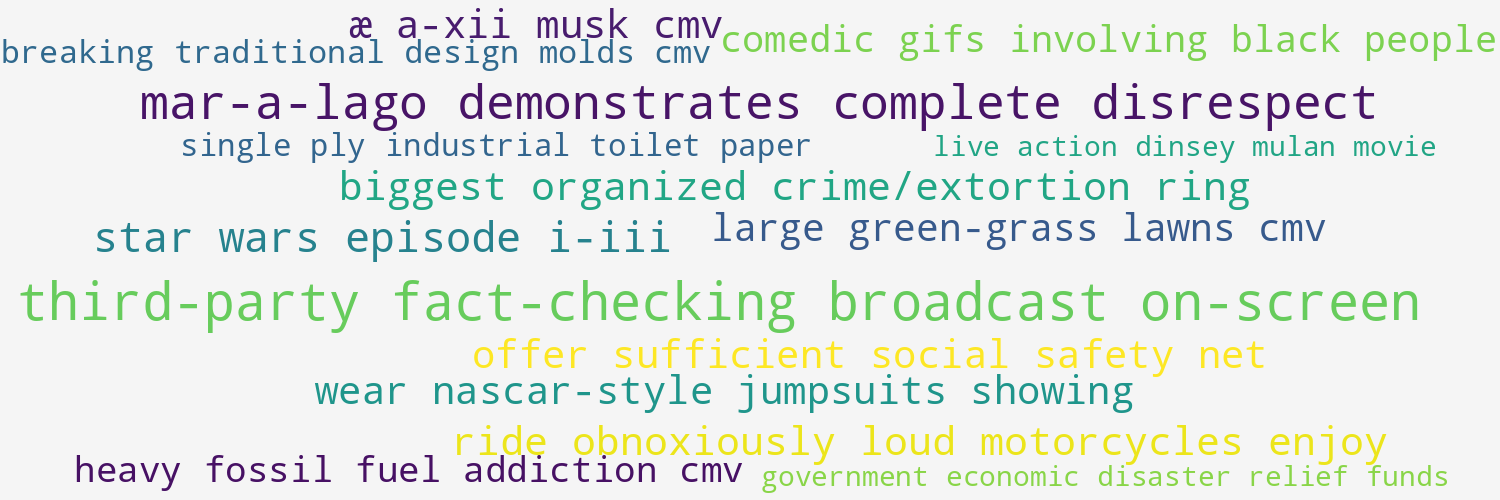 æ a-xii musk cmv
comedic gifs involving black people
breaking traditional design molds cmv
mar-a-lago demonstrates complete disrespect
single ply industrial toilet paper
live action dinsey mulan movie
biggest organized crime/extortion ring
star wars episode i-iii
large green-grass lawns cmv
third-party fact-checking broadcast on-screen
offer sufficient social safety net
wear nascar-style jumpsuits showing
ride obnoxiously loud motorcycles enjoy
heavy fossil fuel addiction cmv
government economic disaster relief funds